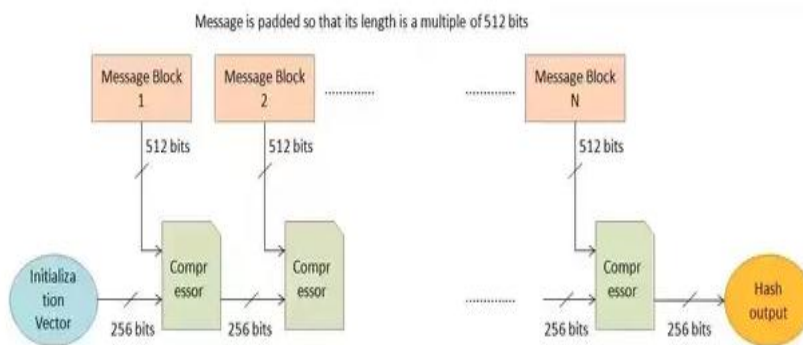 Message is padded so that its length is a multiple of 512 bits
Message Block
1
Message Block
2
Message Block
N
512 bits
512 bits
512 bits
Initializa
tion
Vector
Compr
essor
Compr
essor
Compr
essor
Hash
output
256 bits
256 bits
256 bits
256 bits